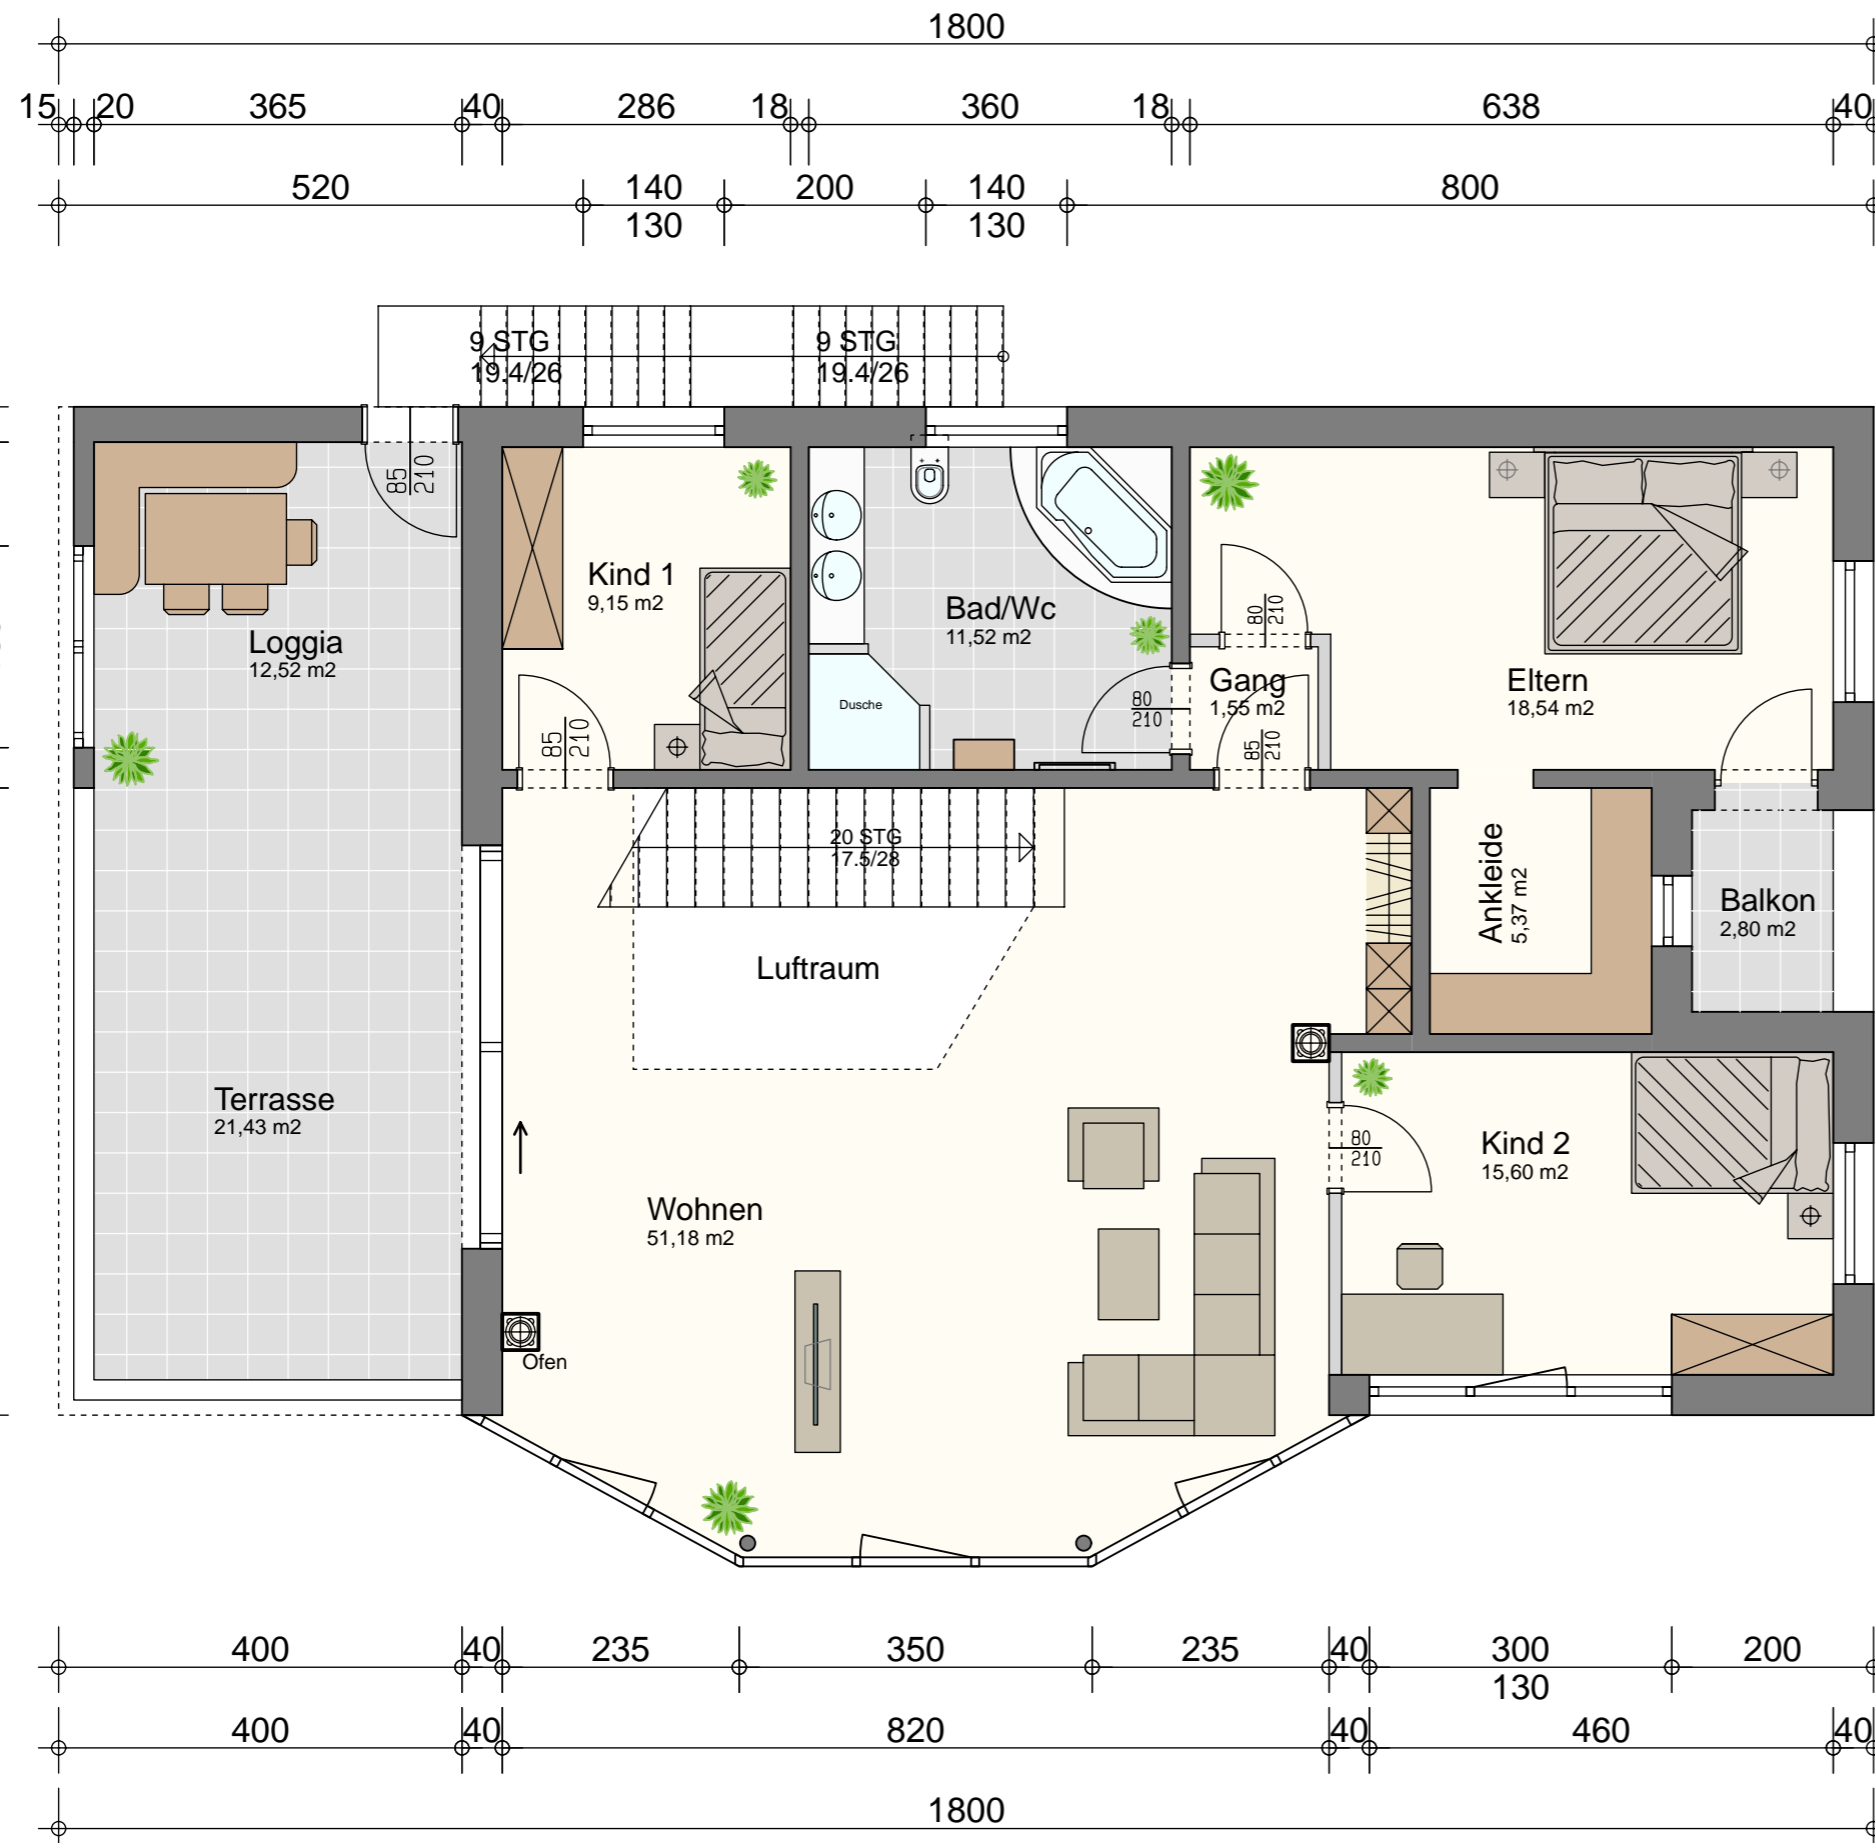 1800
15 20 365 40 286 18 360 18 638 40
520 140 200 140 800
130 130
9 STG 9 STG
19.4/26 19.4/26
85
210
Kind 1
9,15 m2
Bad/Wc
11,52 m2
80
210
Loggia
12,52 m2
Gang
1,55 m2
Eltern
18,54 m2
Dusche
80
210
85
210
85
210
20 STG
17.5/28
Ankleide
5,37 m2
Balkon
2,80 m2
Luftraum
Terrasse
21,43 m2
80
210
Kind 2
15,60 m2
Wohnen
51,18 m2
Ofen
400 40 235 350 235 40 300 200
130
400 40 820 40 460 40
1800